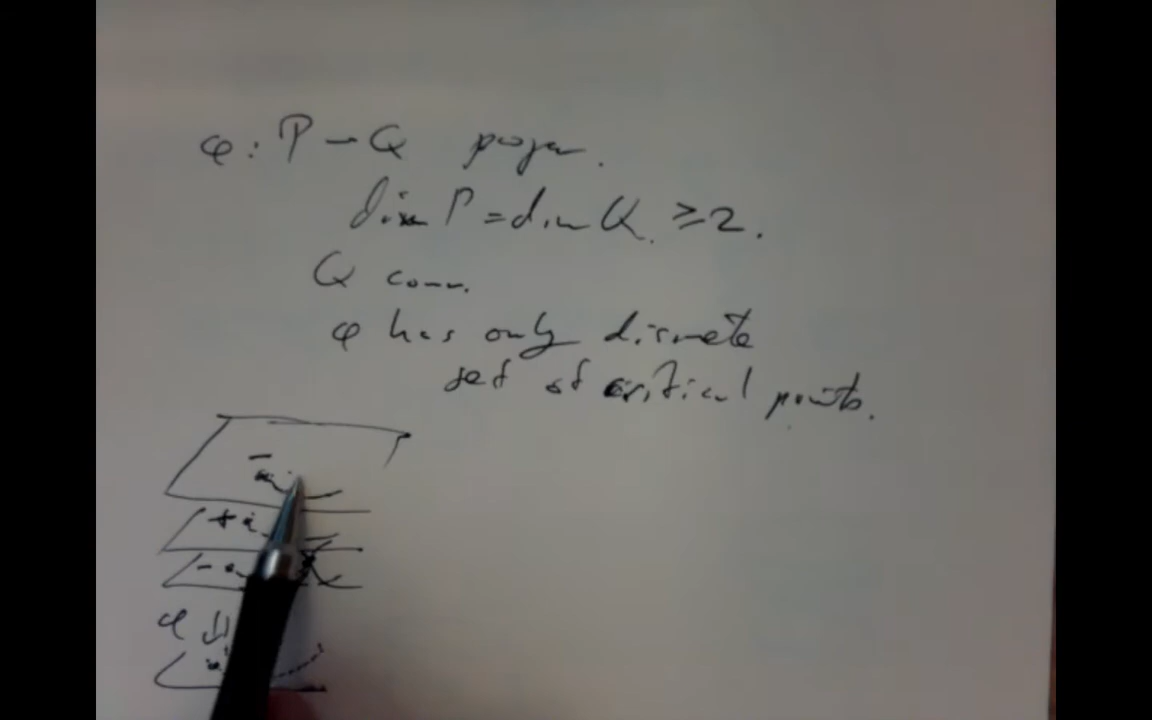 φ: P → Q proper.
dim P = dim Q ≥ 2.
Q conn.
φ has only discrete
set of critical points.
−
+
−
φ ↓